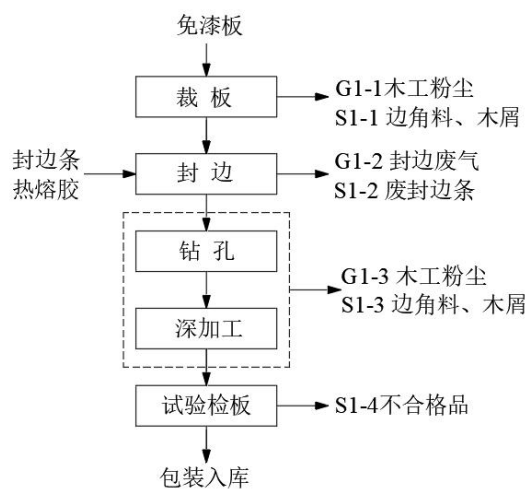 免漆板
裁 板
G1-1木工粉尘
S1-1 边角料、木屑
封边条
热熔胶
封 边
G1-2 封边废气
S1-2 废封边条
钻 孔
G1-3 木工粉尘
S1-3 边角料、木屑
深加工
试验检板
S1-4不合格品
包装入库